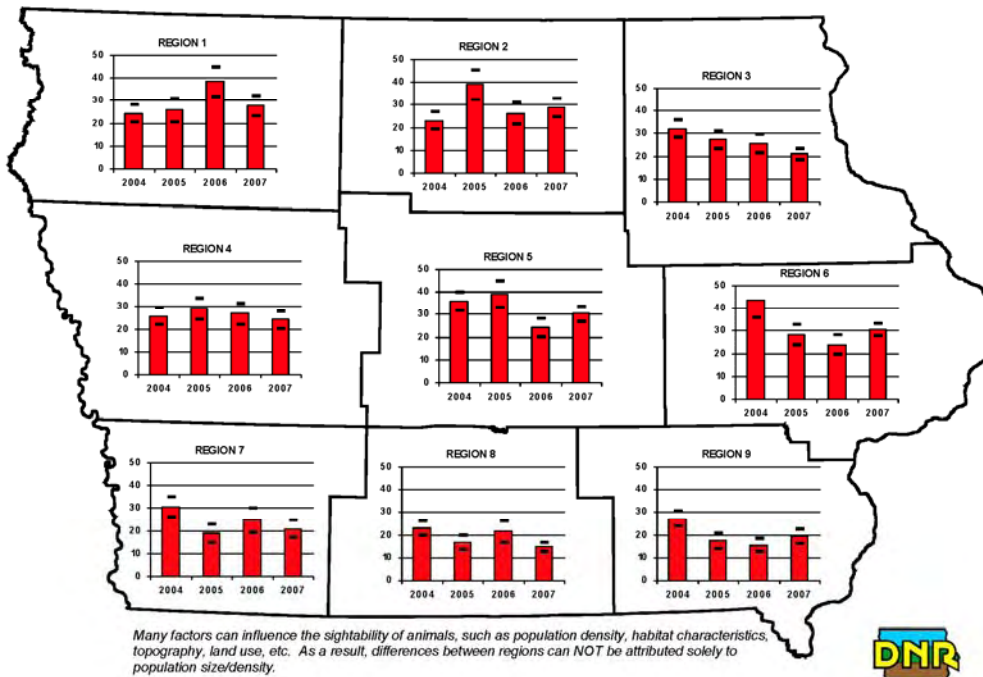 REGION 1
50
40
30
20
10
0
2004 2005 2006 2007
REGION 2
50
40
30
20
10
0
2004 2005 2006 2007
REGION 3
50
40
30
20
10
0
2004 2005 2006 2007
REGION 4
50
40
30
20
10
0
2004 2005 2006 2007
REGION 5
50
40
30
20
10
0
2004 2005 2006 2007
REGION 6
50
40
30
20
10
0
2004 2005 2006 2007
REGION 7
50
40
30
20
10
0
2004 2005 2006 2007
REGION 8
50
40
30
20
10
0
2004 2005 2006 2007
REGION 9
50
40
30
20
10
0
2004 2005 2006 2007
Many factors can influence the sightability of animals, such as population density, habitat characteristics,
topography, land use, etc. As a result, differences between regions can NOT be attributed solely to
population size/density.
DNR